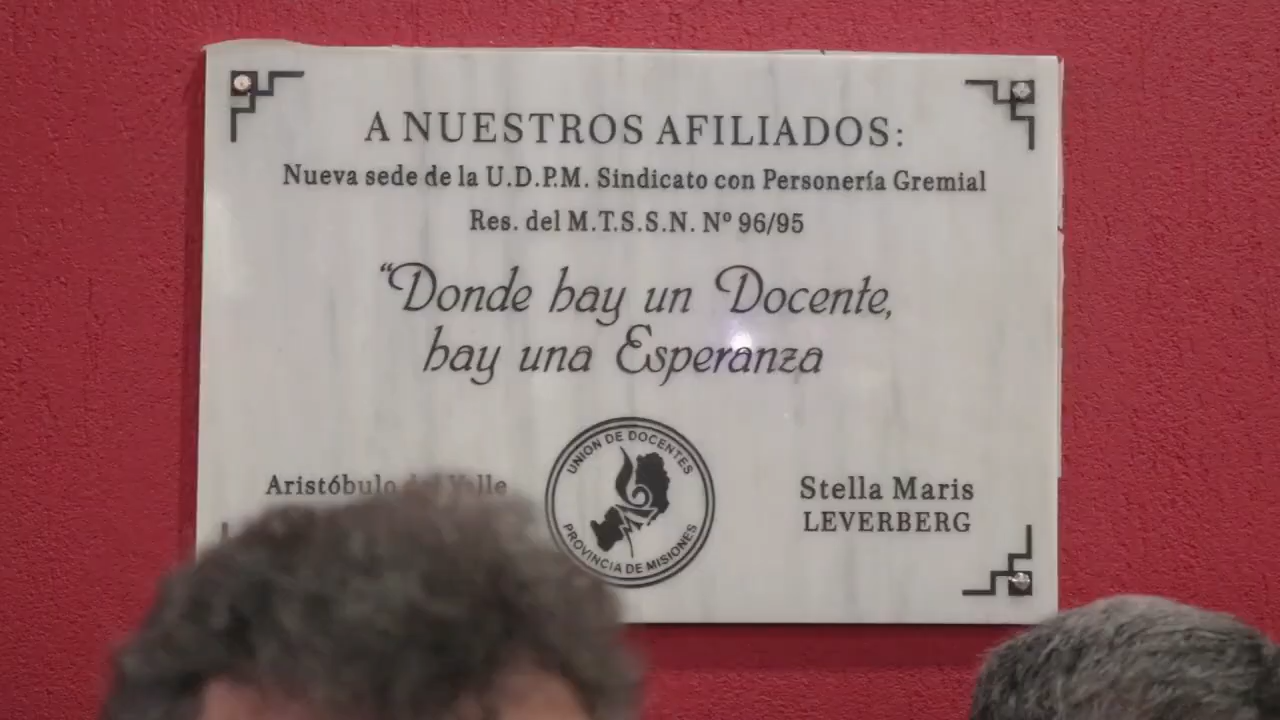 A NUESTROS AFILIADOS:
Nueva sede de la U.D.P.M. Sindicato con Personería Gremial
Res. del M.T.S.S.N. Nº 96/95
“Donde hay un Docente,
hay una Esperanza
Aristóbulo del Valle
UNION DE DOCENTES
PROVINCIA DE MISIONES
Stella Maris
LEVERBERG